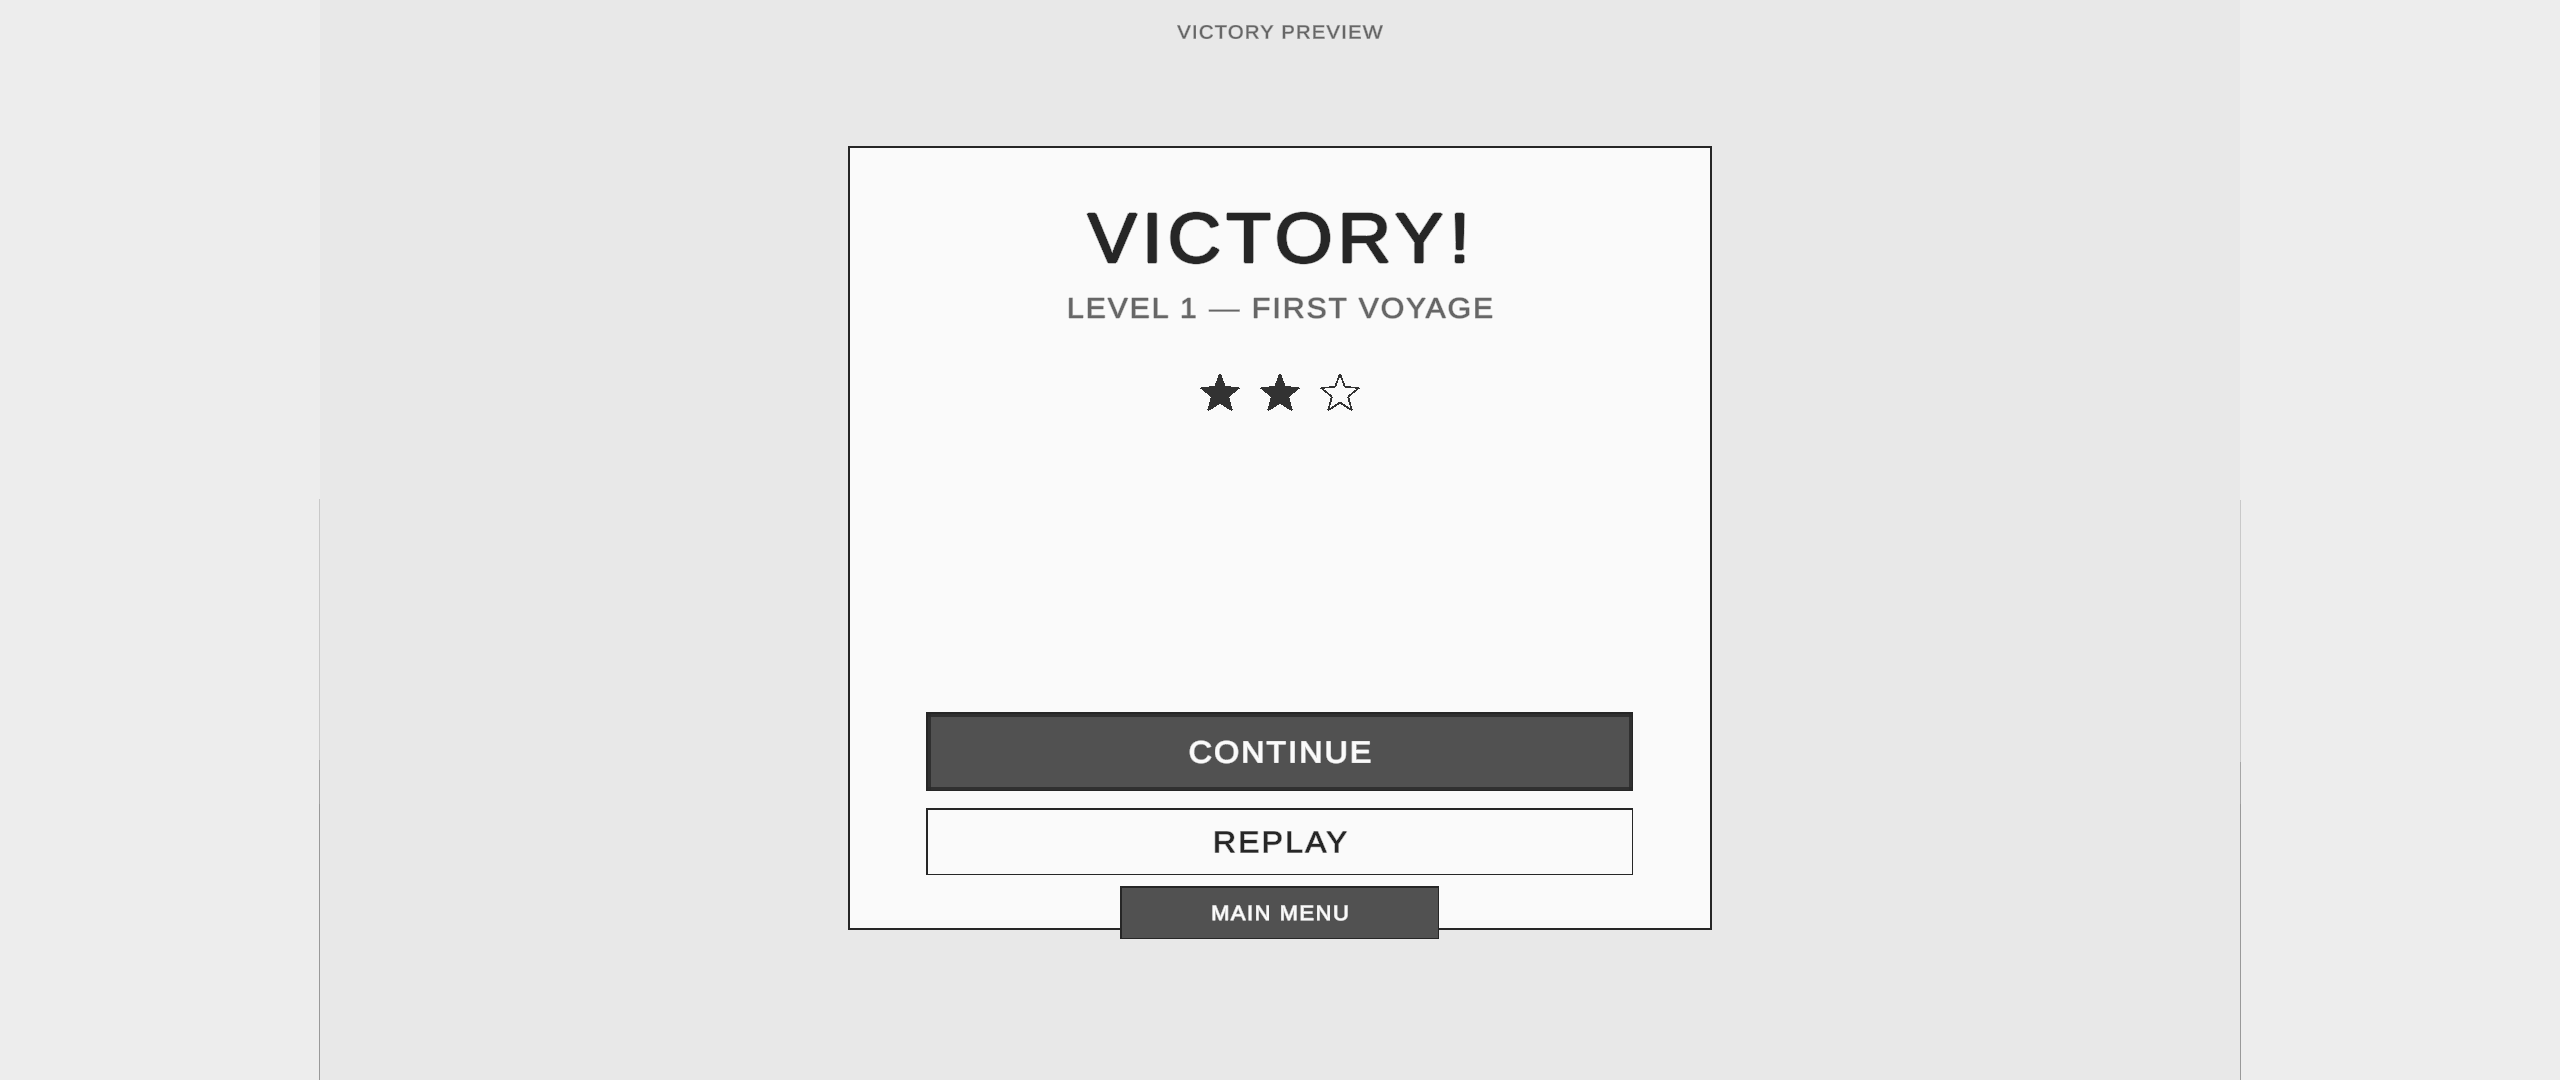 VICTORY PREVIEW
VICTORY!
LEVEL 1 — FIRST VOYAGE
CONTINUE
REPLAY
MAIN MENU